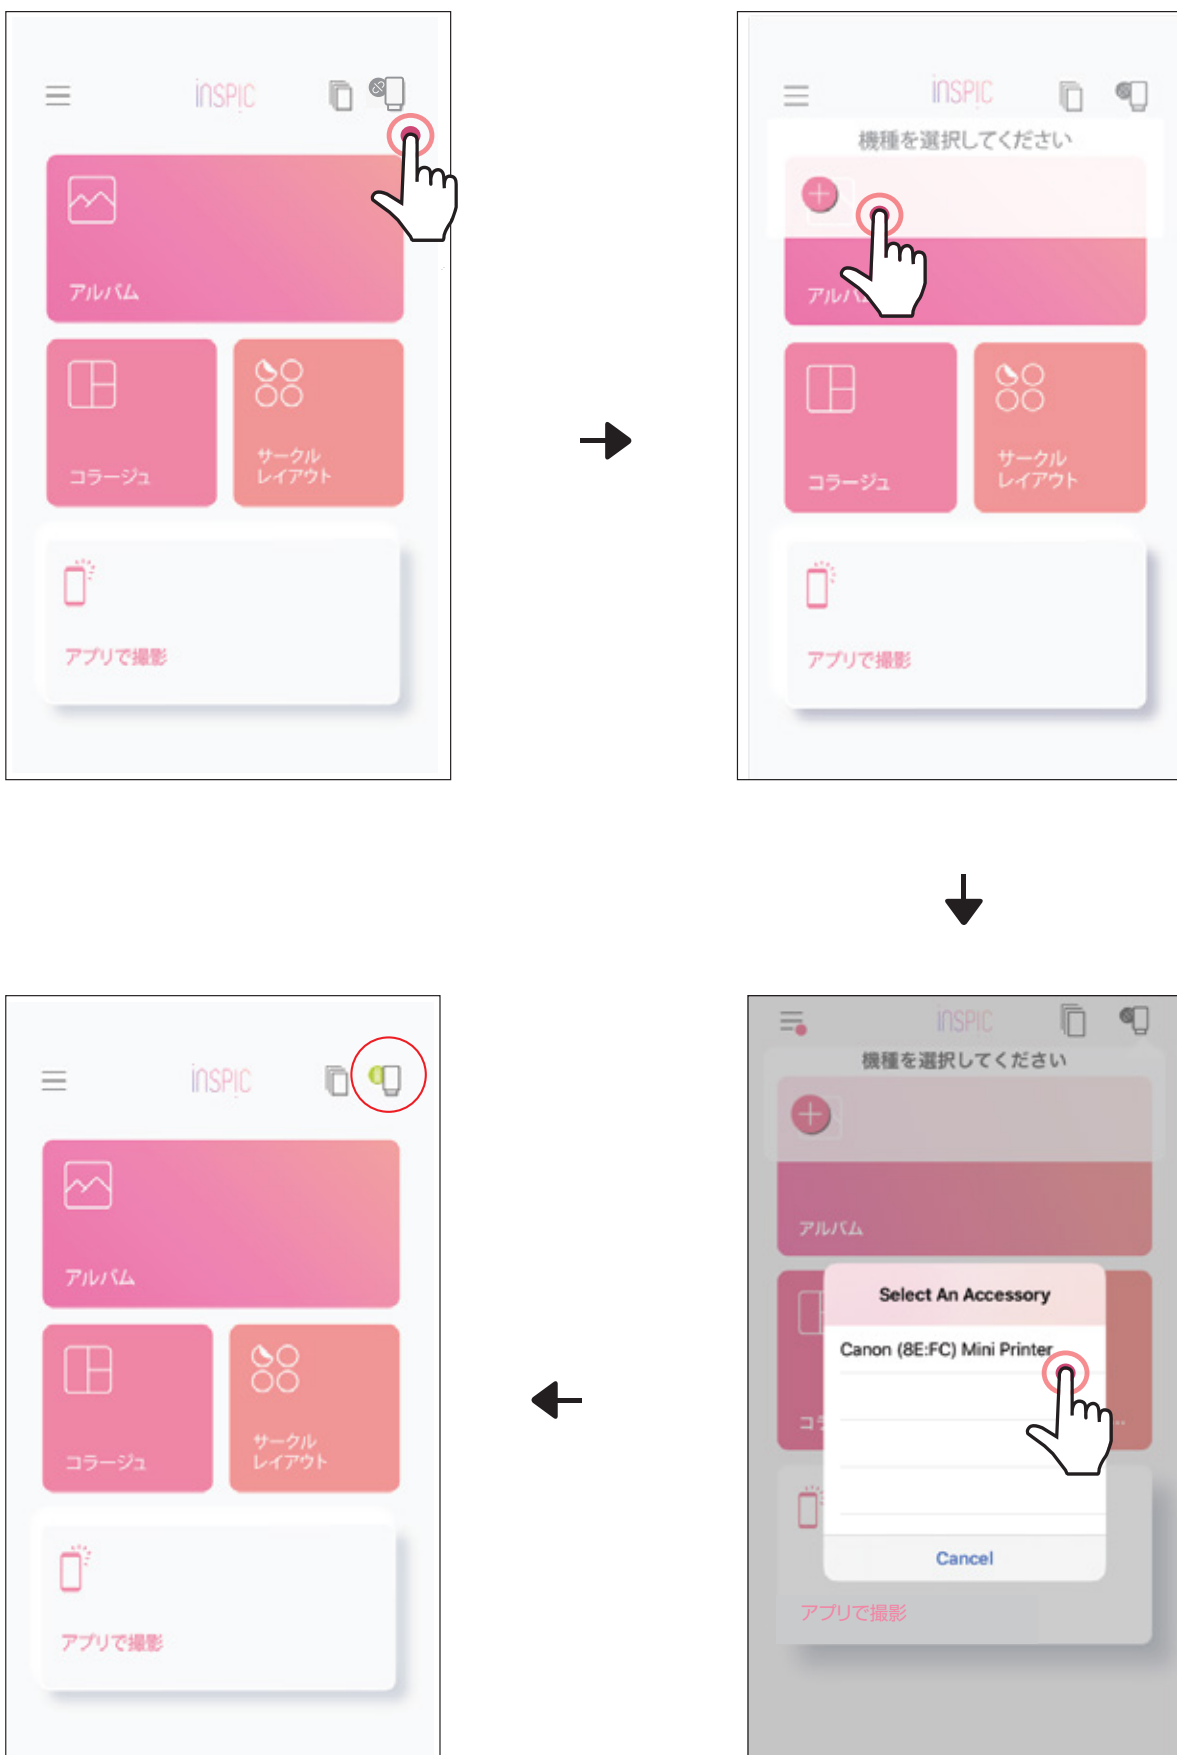 inSPiC
アルバム
コラージュ
サークル
レイアウト
アプリで撮影
inSPiC
機種を選択してください
アルバム
コラージュ
サークル
レイアウト
アプリで撮影
inSPiC
機種を選択してください
アルバム
Select An Accessory
Canon (8E:FC) Mini Printer
コラ
Cancel
アプリで撮影
inSPiC
アルバム
コラージュ
サークル
レイアウト
アプリで撮影